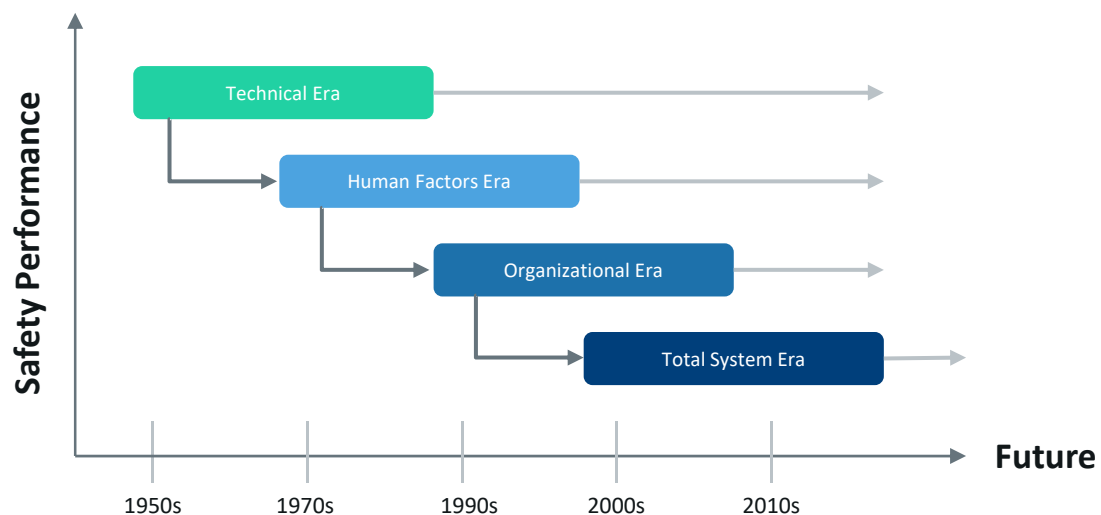 Safety Performance
Technical Era
Human Factors Era
Organizational Era
Total System Era
Future
1950s
1970s
1990s
2000s
2010s